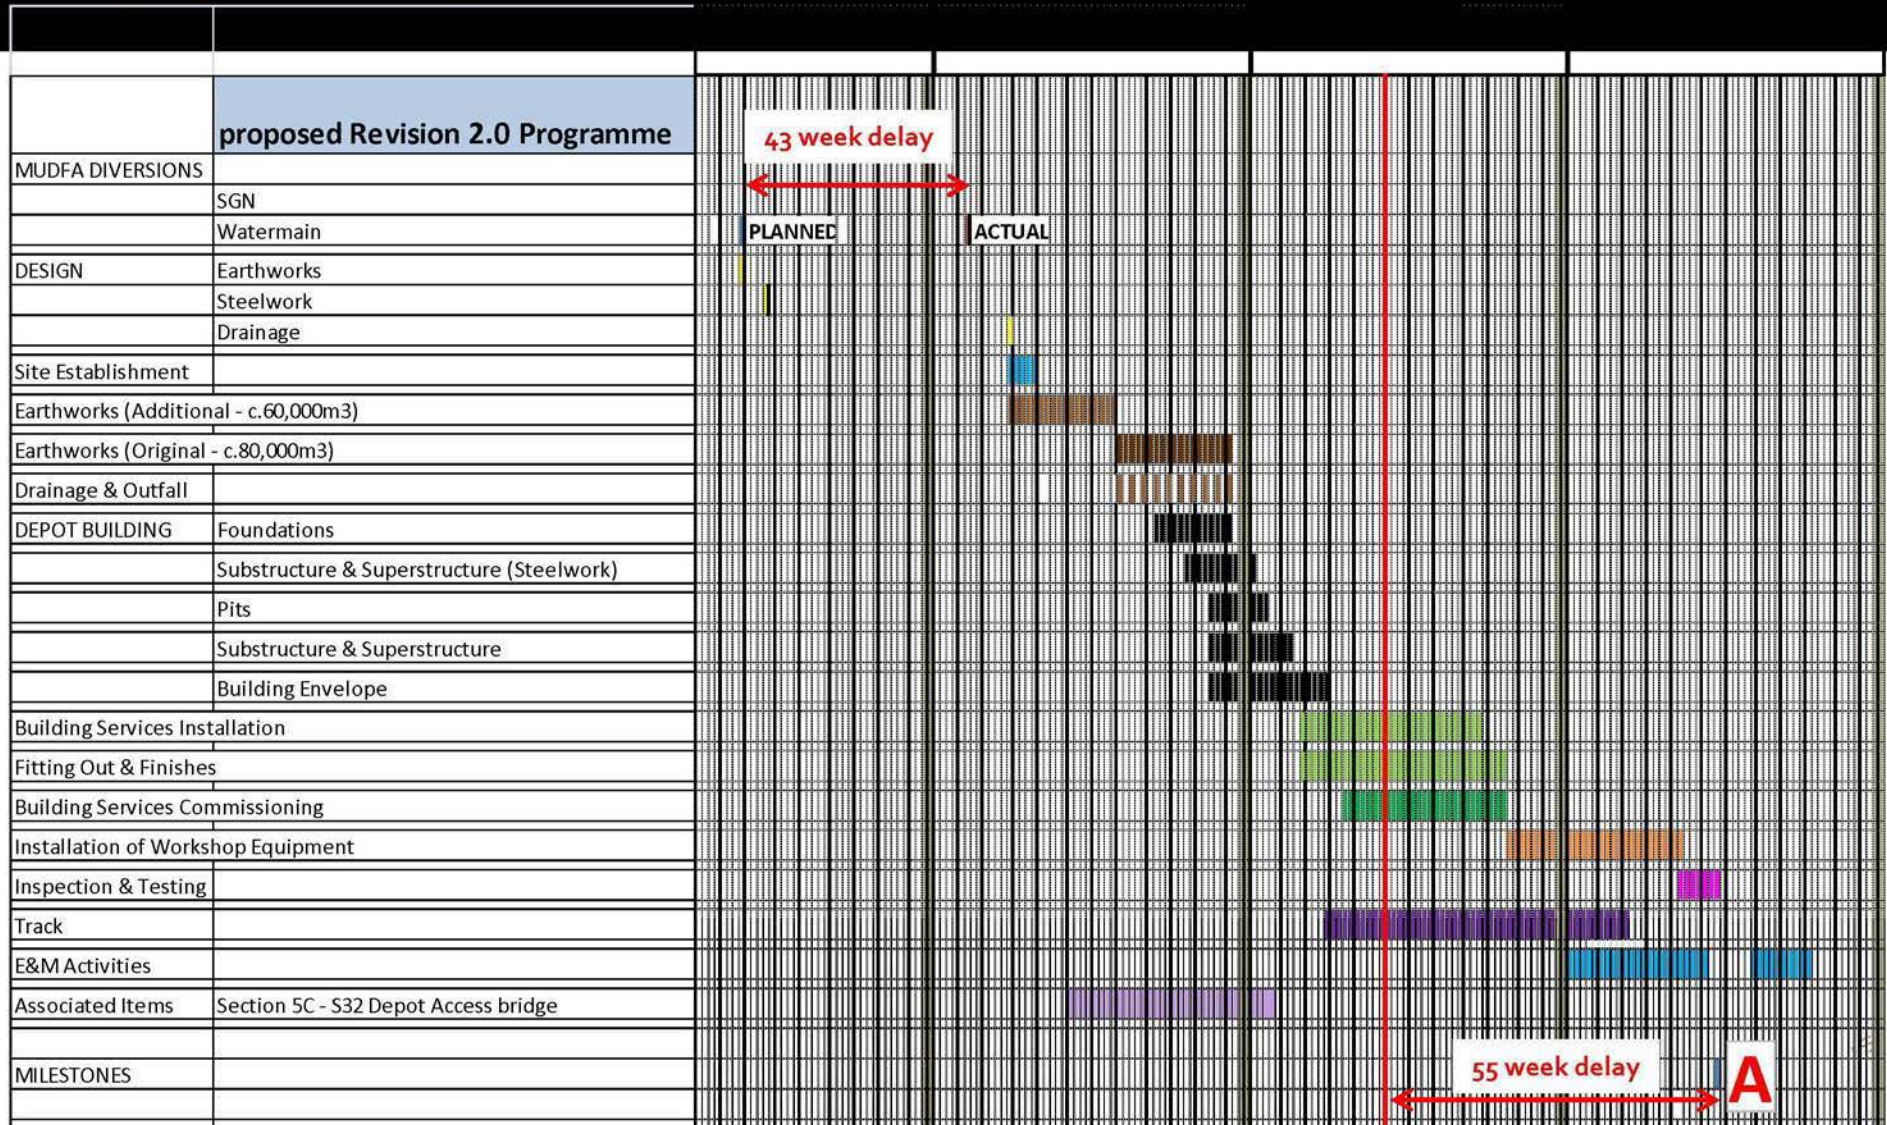 proposed Revision 2.0 Programme
43 week delay
MUDFA DIVERSIONS
SGN
Watermain PLANNED ACTUAL
DESIGN Earthworks
Steelwork
Drainage
Site Establishment
Earthworks (Additional - c.60,000m3)
Earthworks (Original - c.80,000m3)
Drainage & Outfall
DEPOT BUILDING Foundations
Substructure & Superstructure (Steelwork)
Pits
Substructure & Superstructure
Building Envelope
Building Services Installation
Fitting Out & Finishes
Building Services Commissioning
Installation of Workshop Equipment
Inspection & Testing
Track
E&M Activities
Associated Items Section 5C - S32 Depot Access bridge
55 week delay
MILESTONES A